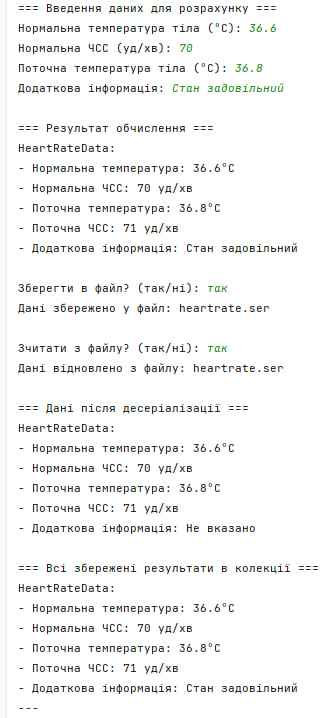 === Введення даних для розрахунку ===
Нормальна температура тіла (°C): 36.6
Нормальна ЧСС (уд/хв): 70
Поточна температура тіла (°C): 36.8
Додаткова інформація: Стан задовільний
=== Результат обчислення ===
HeartRateData:
- Нормальна температура: 36.6°C
- Нормальна ЧСС: 70 уд/хв
- Поточна температура: 36.8°C
- Поточна ЧСС: 71 уд/хв
- Додаткова інформація: Стан задовільний
Зберегти в файл? (так/ні): так
Дані збережено у файл: heartrate.ser
Зчитати з файлу? (так/ні): так
Дані відновлено з файлу: heartrate.ser
=== Дані після десеріалізації ===
HeartRateData:
- Нормальна температура: 36.6°C
- Нормальна ЧСС: 70 уд/хв
- Поточна температура: 36.8°C
- Поточна ЧСС: 71 уд/хв
- Додаткова інформація: Не вказано
=== Всі збережені результати в колекції ===
HeartRateData:
- Нормальна температура: 36.6°C
- Нормальна ЧСС: 70 уд/хв
- Поточна температура: 36.8°C
- Поточна ЧСС: 71 уд/хв
- Додаткова інформація: Стан задовільний
---